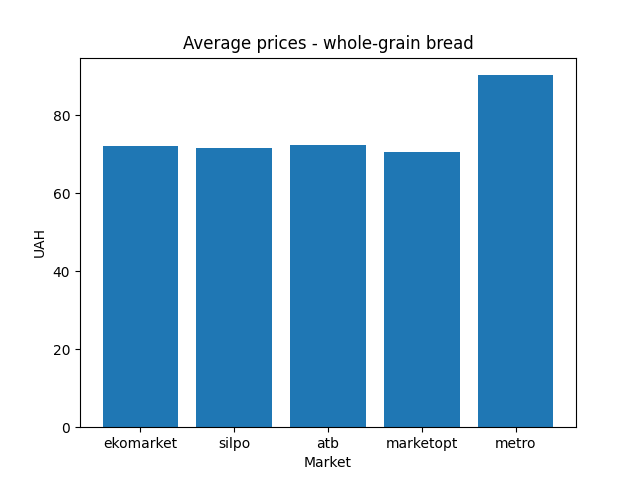 Average prices - whole-grain bread
80
60
40
20
0
UAH
ekomarket silpo atb marketopt metro
Market